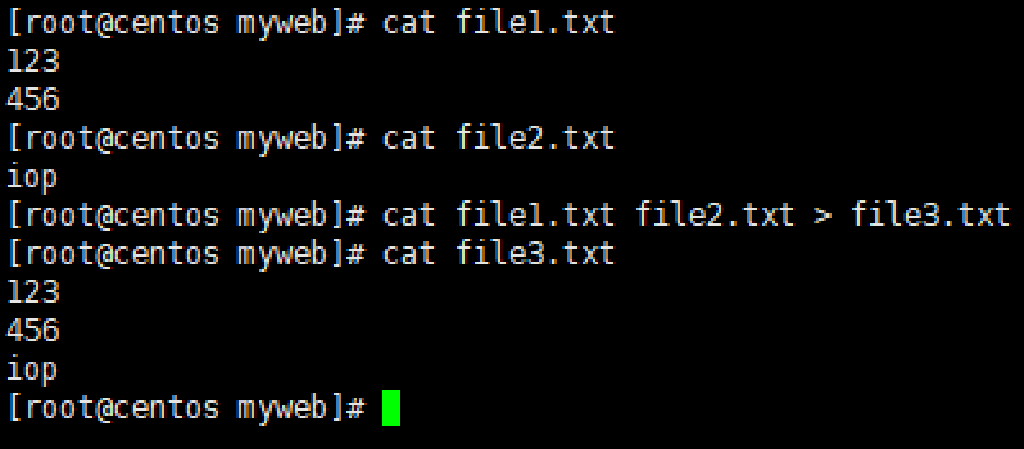 [root@centos myweb]# cat file1.txt
123
456
[root@centos myweb]# cat file2.txt
iop
[root@centos myweb]# cat file1.txt file2.txt > file3.txt
[root@centos myweb]# cat file3.txt
123
456
iop
[root@centos myweb]#